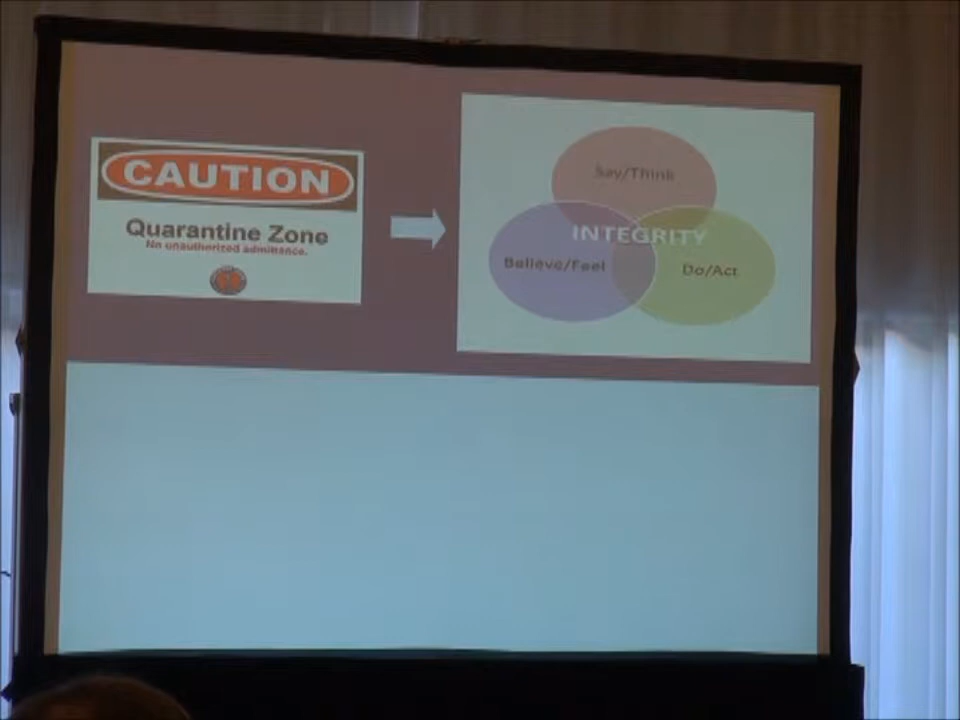 CAUTION
Quarantine Zone
No unauthorized admittance.
Say/Think
INTEGRITY
Believe/Feel
Do/Act